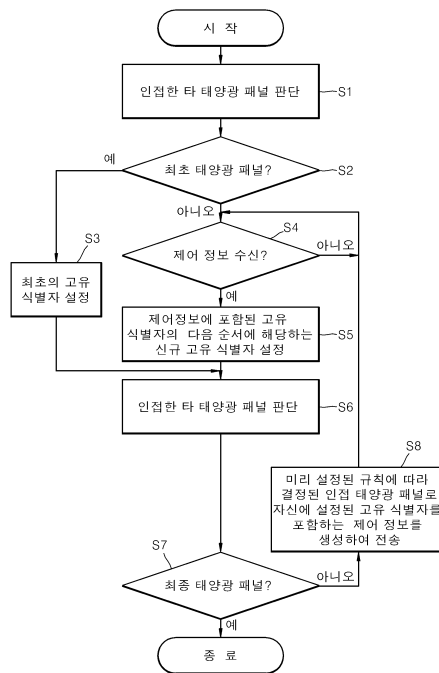 시 작
인접한 타 태양광 패널 판단
S1
최초 태양광 패널?
S2
예
아니오
S3
최초의 고유
식별자 설정
제어 정보 수신?
S4
아니오
예
제어정보에 포함된 고유
식별자의 다음 순서에 해당하는
신규 고유 식별자 설정
S5
인접한 타 태양광 패널 판단
S6
S8
미리 설정된 규칙에 따라
결정된 인접 태양광 패널로
자신에 설정된 고유 식별자를
포함하는 제어 정보를
생성하여 전송
S7
최종 태양광 패널?
아니오
예
종 료